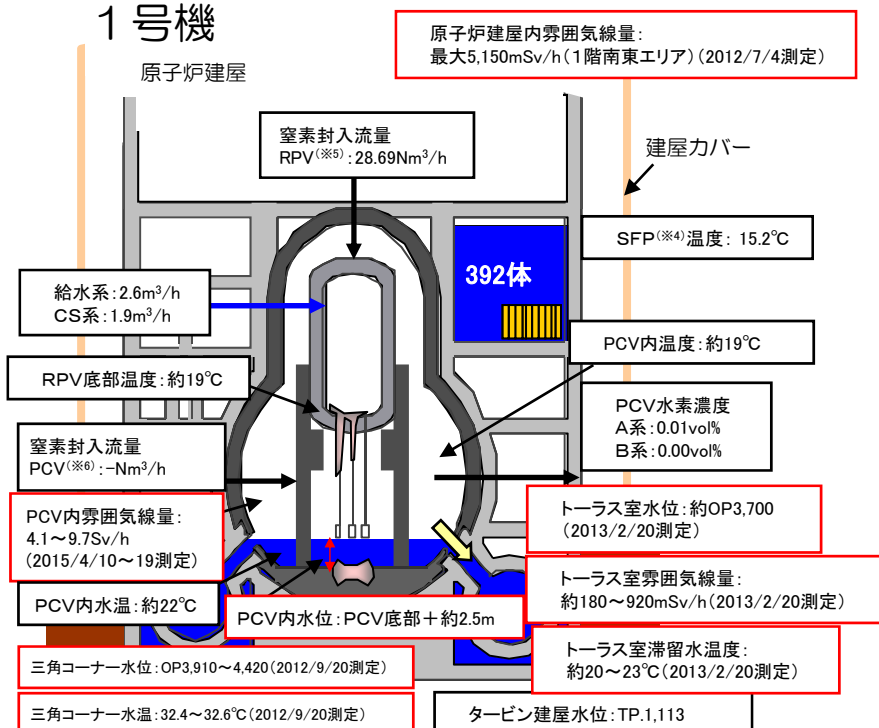 １号機
原子炉建屋内雰囲気線量：
最大5,150mSv/h（1階南東エリア）（2012/7/4測定）
原子炉建屋
窒素封入流量
RPV(※5)：28.69Nm³/h
建屋カバー
SFP(※4)温度： 15.2℃
392体
給水系：2.6m³/h
CS系：1.9m³/h
PCV内温度：約19℃
RPV底部温度：約19℃
PCV水素濃度
A系：0.01vol%
B系：0.00vol%
窒素封入流量
PCV(※6)：-Nm³/h
トーラス室水位：約OP3,700
（2013/2/20測定）
PCV内雰囲気線量：
4.1～9.7Sv/h
（2015/4/10～19測定）
トーラス室雰囲気線量：
約180～920mSv/h（2013/2/20測定）
PCV内水温：約22℃
PCV内水位：PCV底部＋約2.5m
トーラス室滞留水温度：
約20～23℃（2013/2/20測定）
三角コーナー水位：OP3,910～4,420（2012/9/20測定）
三角コーナー水温：32.4～32.6℃（2012/9/20測定）
タービン建屋水位：TP.1,113